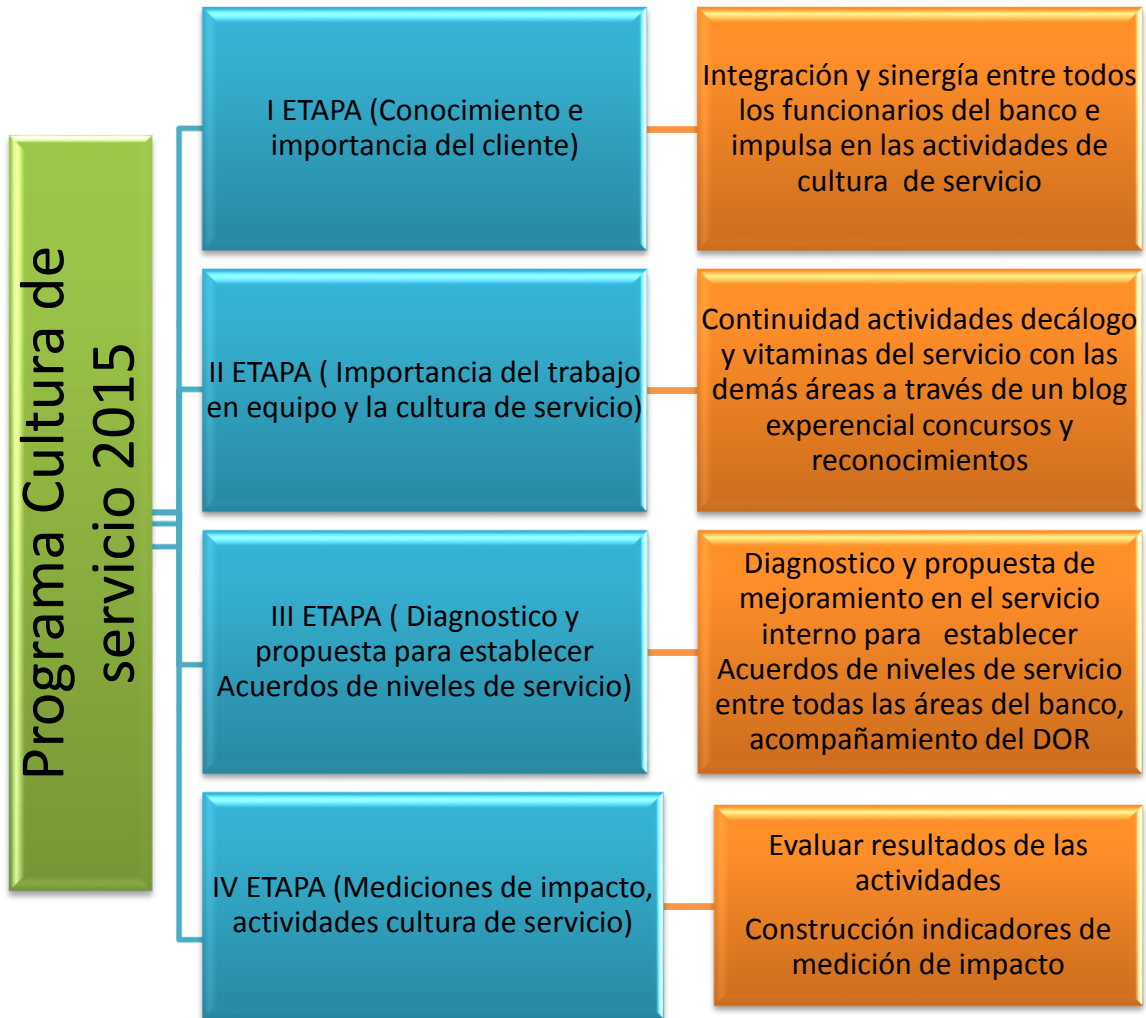 Programa Cultura de
servicio 2015
I ETAPA (Conocimiento e
importancia del cliente)
Integración y sinergía entre todos
los funcionarios del banco e
impulsa en las actividades de
cultura de servicio
II ETAPA ( Importancia del trabajo
en equipo y la cultura de servicio)
Continuidad actividades decálogo
y vitaminas del servicio con las
demás áreas a través de un blog
experencial concursos y
reconocimientos
III ETAPA ( Diagnostico y
propuesta para establecer
Acuerdos de niveles de servicio)
Diagnostico y propuesta de
mejoramiento en el servicio
interno para establecer
Acuerdos de niveles de servicio
entre todas las áreas del banco,
acompañamiento del DOR
IV ETAPA (Mediciones de impacto,
actividades cultura de servicio)
Evaluar resultados de las
actividades
Construcción indicadores de
medición de impacto